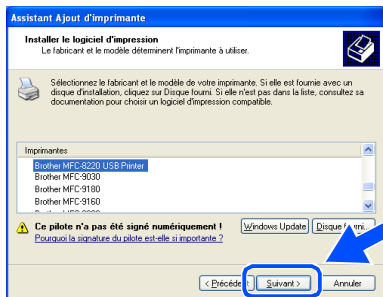 Assistant Ajout d'imprimante
Installer le logiciel d'impression
Le fabricant et le modèle déterminent l'imprimante à utiliser.
Sélectionnez le fabricant et le modèle de votre imprimante. Si elle est fournie avec un
disque d'installation, cliquez sur Disque fourni. Si elle n'est pas dans la liste, consultez sa
documentation pour choisir un logiciel d'impression compatible.
Imprimantes
Brother MFC-8220 USB Printer
Brother MFC-9030
Brother MFC-9180
Brother MFC-9160
Ce pilote n'a pas été signé numériquement !
Pourquoi la signature du pilote est-elle si importante ?
Windows Update
Disque
< Précédent
Suivant >
Annuler